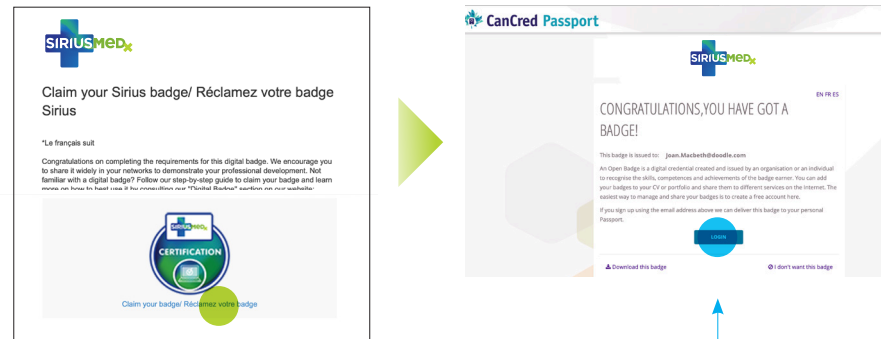 SIRIUSMEDx
Claim your Sirius badge/ Réclamez votre badge
Sirius
*Le français suit
Congratulations on completing the requirements for this digital badge. We encourage you
to share it widely in your networks to demonstrate your professional development. Not
familiar with a digital badge? Follow our step-by-step guide to claim your badge and learn
more on how to best use it by consulting our "Digital Badge" section on our website:
SIRIUSMEDx
CERTIFICATION
Claim your badge/ Réclamez votre badge
CanCred Passport
SIRIUSMEDx
EN FR ES
CONGRATULATIONS,YOU HAVE GOT A
BADGE!
This badge is issued to: Joan.Macbeth@doodle.com
An Open Badge is a digital credential created and issued by an organisation or an individual
to recognise the skills, competences and achievements of the badge earner. You can add
your badges to your CV or portfolio and share them to different services on the Internet. The
easiest way to manage and share your badges is to create a free account here.
If you sign up using the email address above we can deliver this badge to your personal
Passport.
LOGIN
Download this badge
I don't want this badge